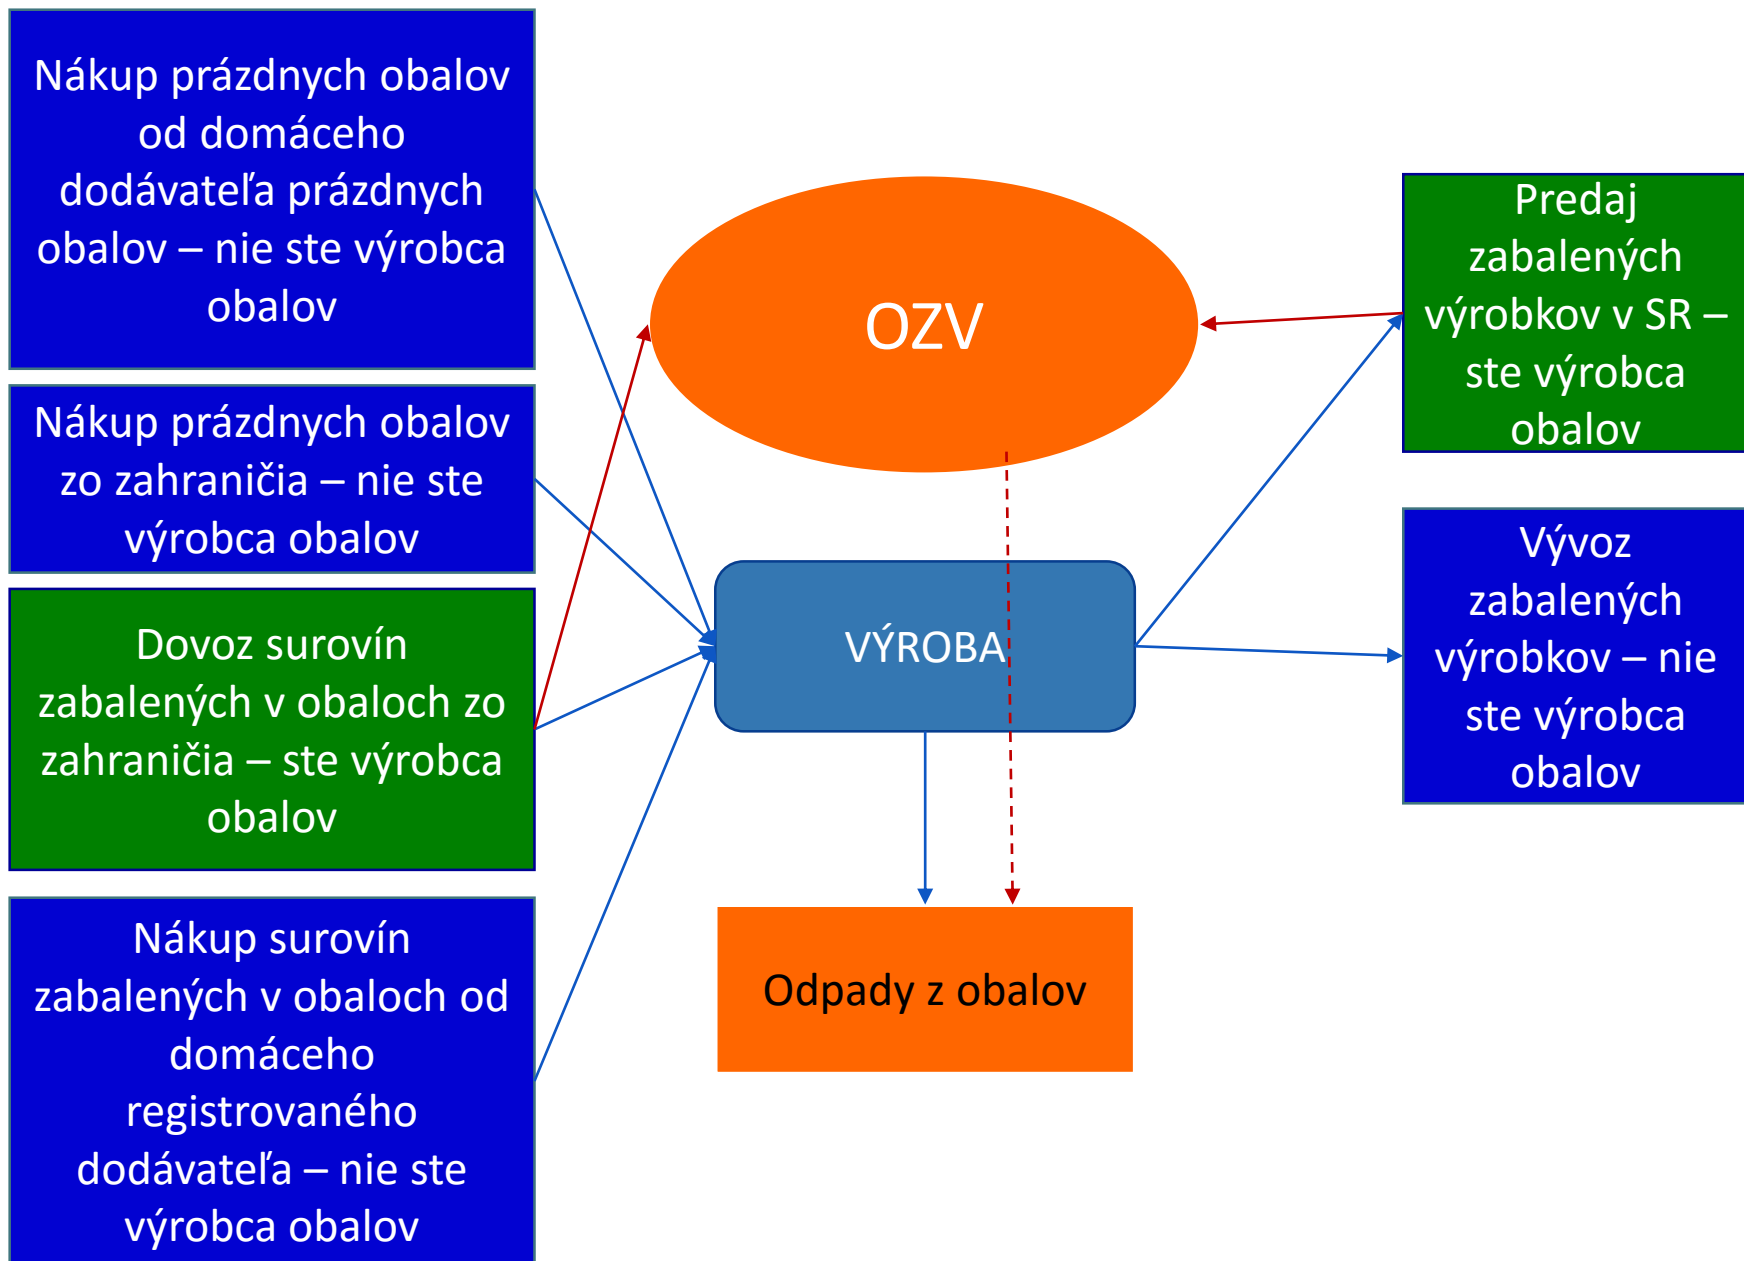 Nákup prázdnych obalov
od domáceho
dodávateľa prázdnych
obalov – nie ste výrobca
obalov
Nákup prázdnych obalov
zo zahraničia – nie ste
výrobca obalov
Dovoz surovín
zabalených v obaloch zo
zahraničia – ste výrobca
obalov
Nákup surovín
zabalených v obaloch od
domáceho
registrovaného
dodávateľa – nie ste
výrobca obalov
OZV
VÝROBA
Odpady z obalov
Predaj
zabalených
výrobkov v SR –
ste výrobca
obalov
Vývoz
zabalených
výrobkov – nie
ste výrobca
obalov